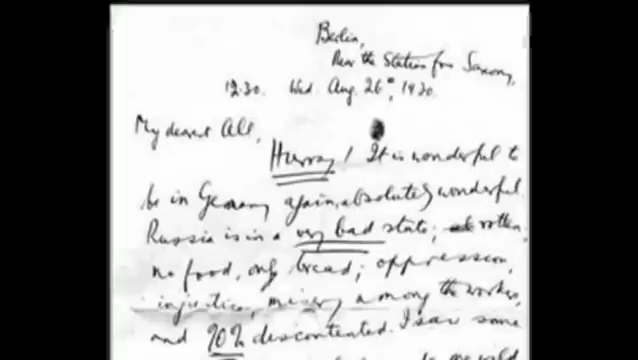 Berlin,
Near the Station for Saxony,
12.30. Wed. Aug. 26th, 1930.
My dearest All,
Hurray! It is wonderful to
be in Germany again, absolutely wonderful.
Russia is in a very bad state; rotten,
no food, only bread; oppression,
injustice, misery among the workers,
and 90% discontented. I saw some